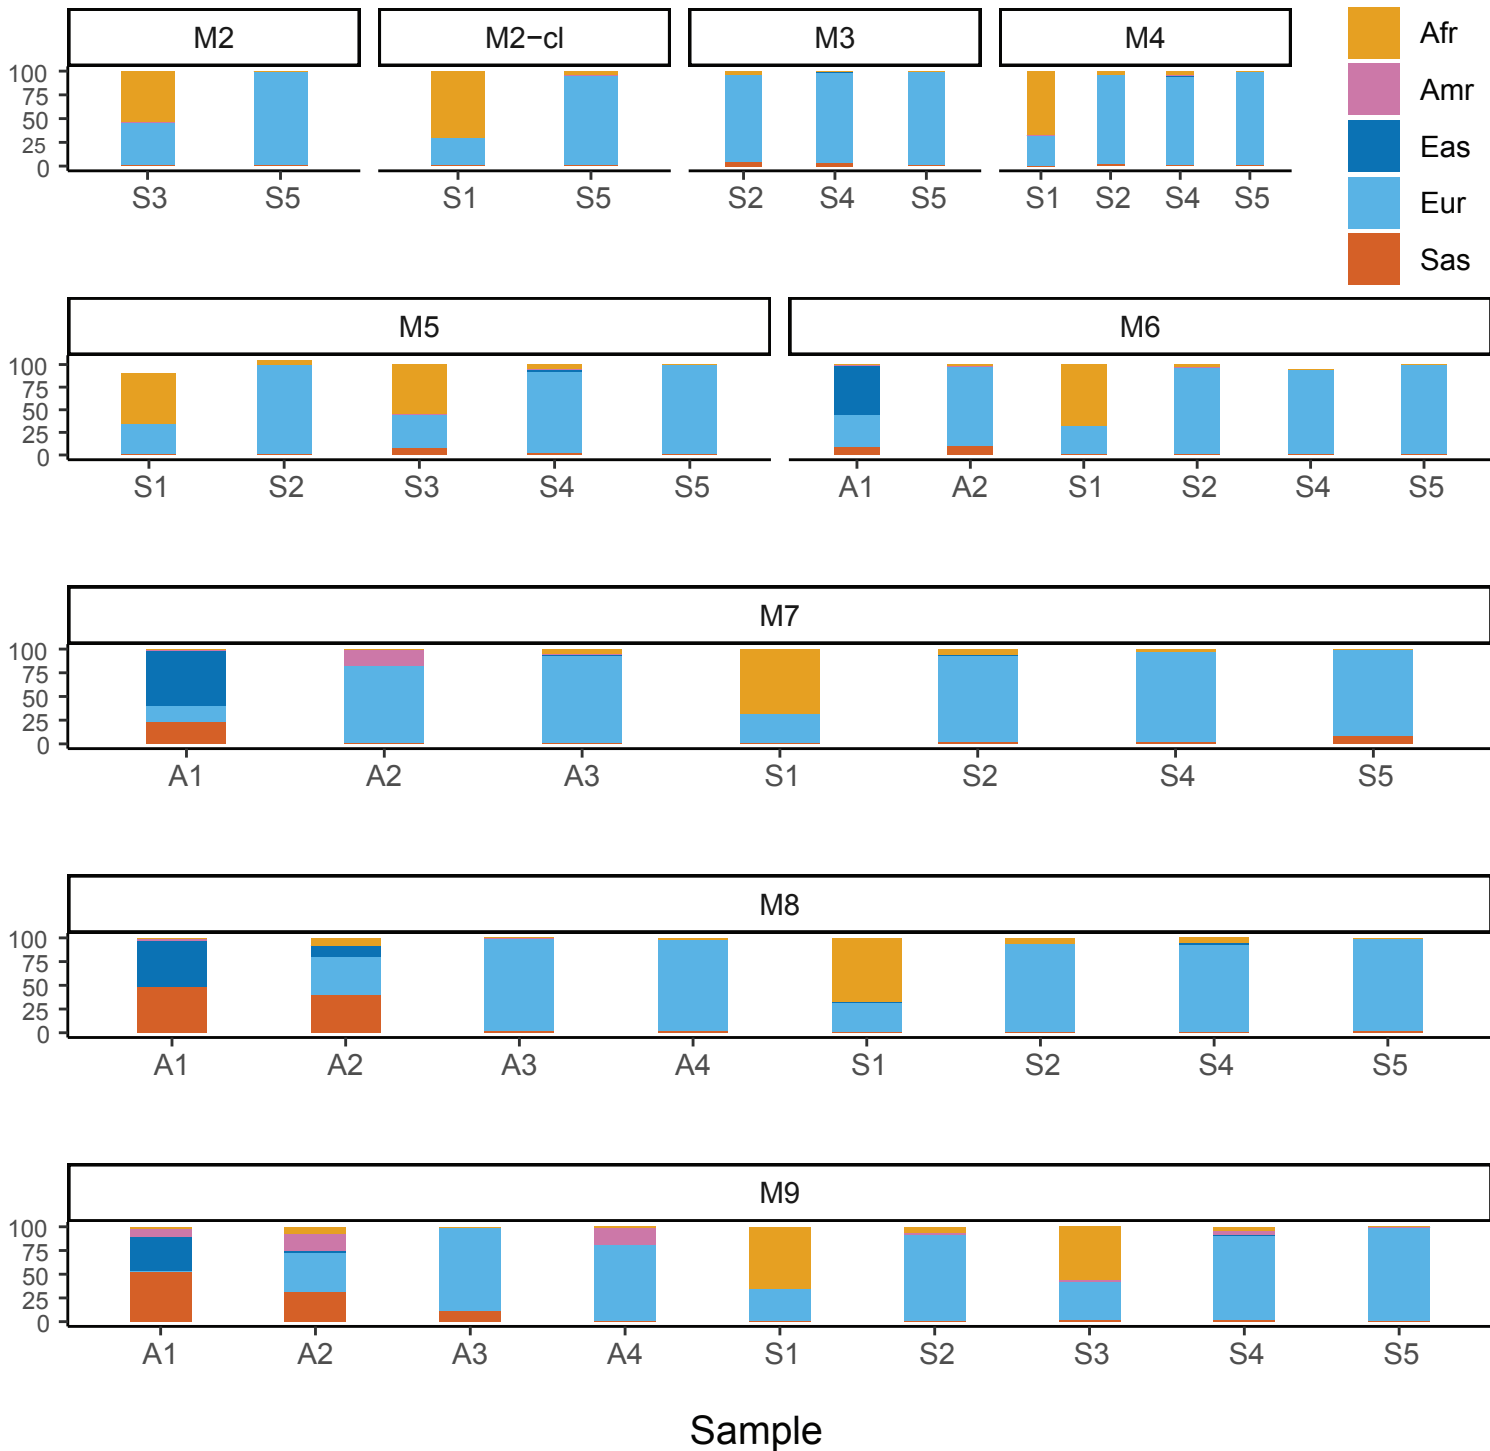 M2 M2−cl M3 M4
Afr
Amr
Eas
Eur
Sas
100
75
50
25
0
S3 S5 S1 S5 S2 S4 S5 S1 S2 S4 S5
M5 M6
100
75
50
25
0
S1 S2 S3 S4 S5 A1 A2 S1 S2 S4 S5
M7
100
75
50
25
0
A1 A2 A3 S1 S2 S4 S5
M8
100
75
50
25
0
A1 A2 A3 A4 S1 S2 S4 S5
M9
100
75
50
25
0
A1 A2 A3 A4 S1 S2 S3 S4 S5
Sample